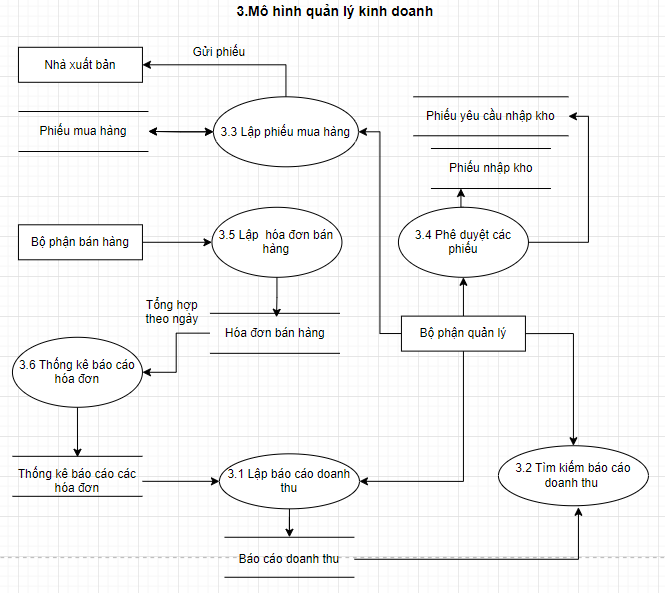 3.Mô hình quản lý kinh doanh
Gửi phiếu
Nhà xuất bản
Phiếu mua hàng
3.3 Lập phiếu mua hàng
Phiếu yêu cầu nhập kho
Phiếu nhập kho
Bộ phận bán hàng
3.5 Lập hóa đơn bán
hàng
3.4 Phê duyệt các
phiếu
Tổng hợp
theo ngày
Hóa đơn bán hàng
Bộ phận quản lý
3.6 Thống kê báo cáo
hóa đơn
Thống kê báo cáo các
hóa đơn
3.1 Lập báo cáo doanh
thu
3.2 Tìm kiếm báo cáo
doanh thu
Báo cáo doanh thu